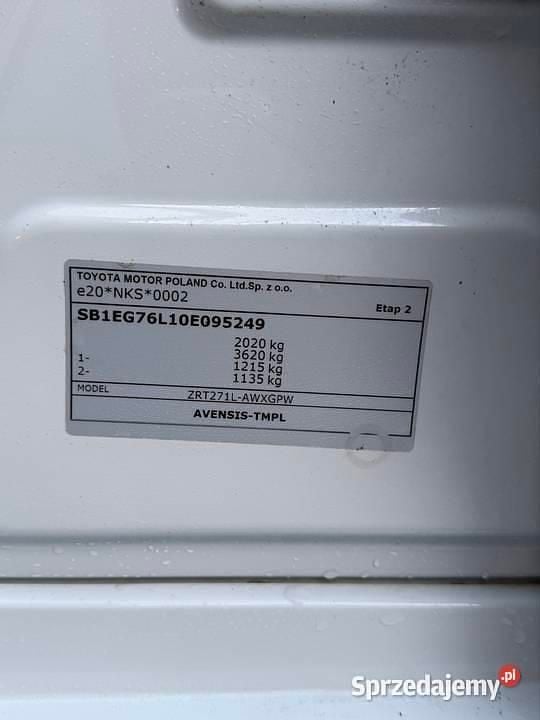 TOYOTA MOTOR POLAND Co. Ltd.Sp. z o.o.
e20*NKS*0002
Etap 2
SB1EG76L10E095249
2020 kg
3620 kg
1- 1215 kg
2- 1135 kg
MODEL ZRT271L-AWXGPW
AVENSIS-TMPL
Sprzedajemy.pl